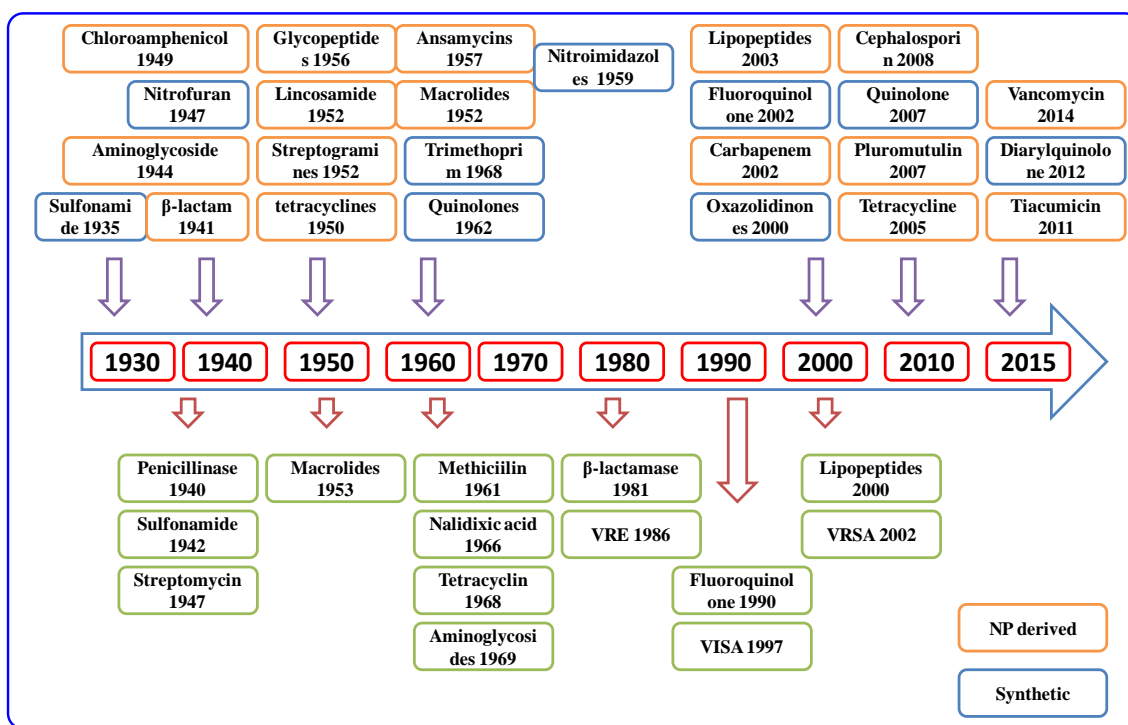 Chloroamphenicol
1949
Glycopeptide
s 1956
Ansamycins
1957
Nitroimidazol
es 1959
Lipopeptides
2003
Cephalospori
n 2008
Nitrofuran
1947
Lincosamide
1952
Macrolides
1952
Fluoroquinol
one 2002
Quinolone
2007
Vancomycin
2014
Aminoglycoside
1944
Streptogrami
nes 1952
Trimethopri
m 1968
Carbapenem
2002
Pluromutulin
2007
Diarylquinolo
ne 2012
Sulfonami
de 1935
β-lactam
1941
tetracyclines
1950
Quinolones
1962
Oxazolidinon
es 2000
Tetracycline
2005
Tiacumicin
2011
1930
1940
1950
1960
1970
1980
1990
2000
2010
2015
Penicillinase
1940
Macrolides
1953
Methiciilin
1961
β-lactamase
1981
Lipopeptides
2000
Sulfonamide
1942
Nalidixic acid
1966
VRE 1986
VRSA 2002
Streptomycin
1947
Tetracyclin
1968
Fluoroquinol
one 1990
Aminoglycosi
des 1969
VISA 1997
NP derived
Synthetic